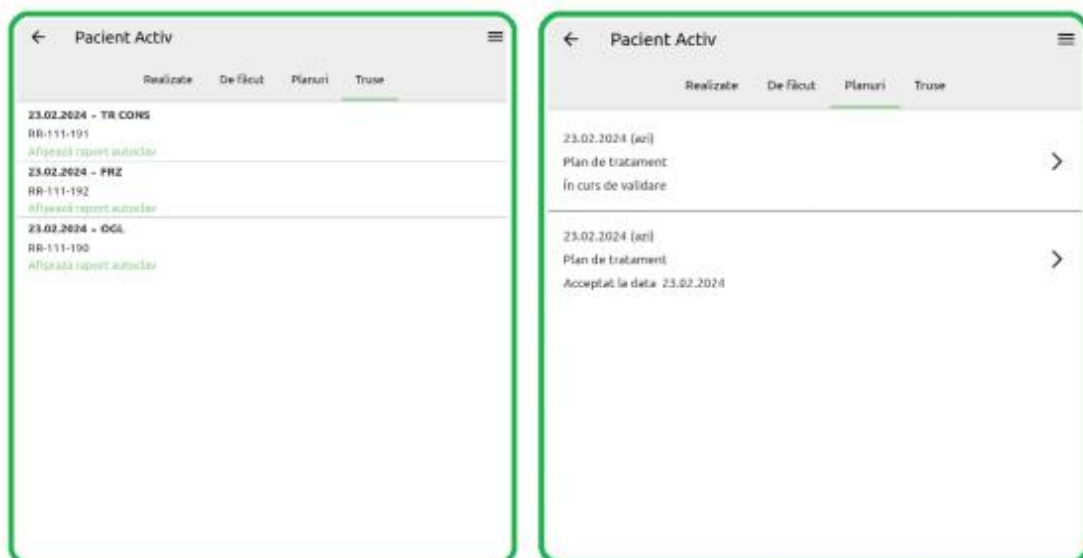 Pacient Activ
Realizate De făcut Planuri Truse
23.02.2024 - TR CONS
RR-111-191
Afișează raport autoclav
23.02.2024 - FRZ
RR-111-192
Afișează raport autoclav
23.02.2024 - OGL
RR-111-190
Afișează raport autoclav
Pacient Activ
Realizate De făcut Planuri Truse
23.02.2024 (azi)
Plan de tratament
În curs de validare
23.02.2024 (azi)
Plan de tratament
Acceptat la data 23.02.2024